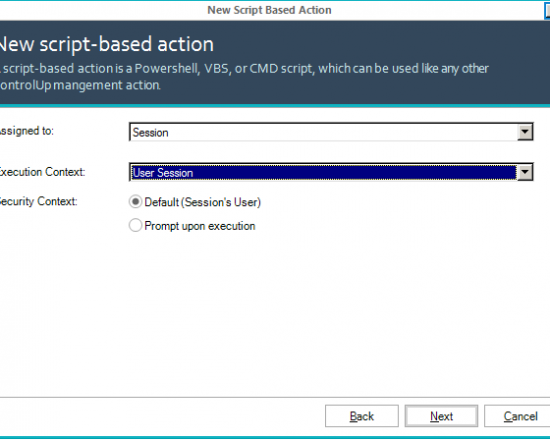 New Script Based Action
New script-based action
script-based action is a Powershell, VBS, or CMD script, which can be used like any other
ontrolUp mangement action.
ssigned to:
Session
xecution Context:
User Session
ecurity Context:
Default (Session's User)
Prompt upon execution
Back
Next
Cancel